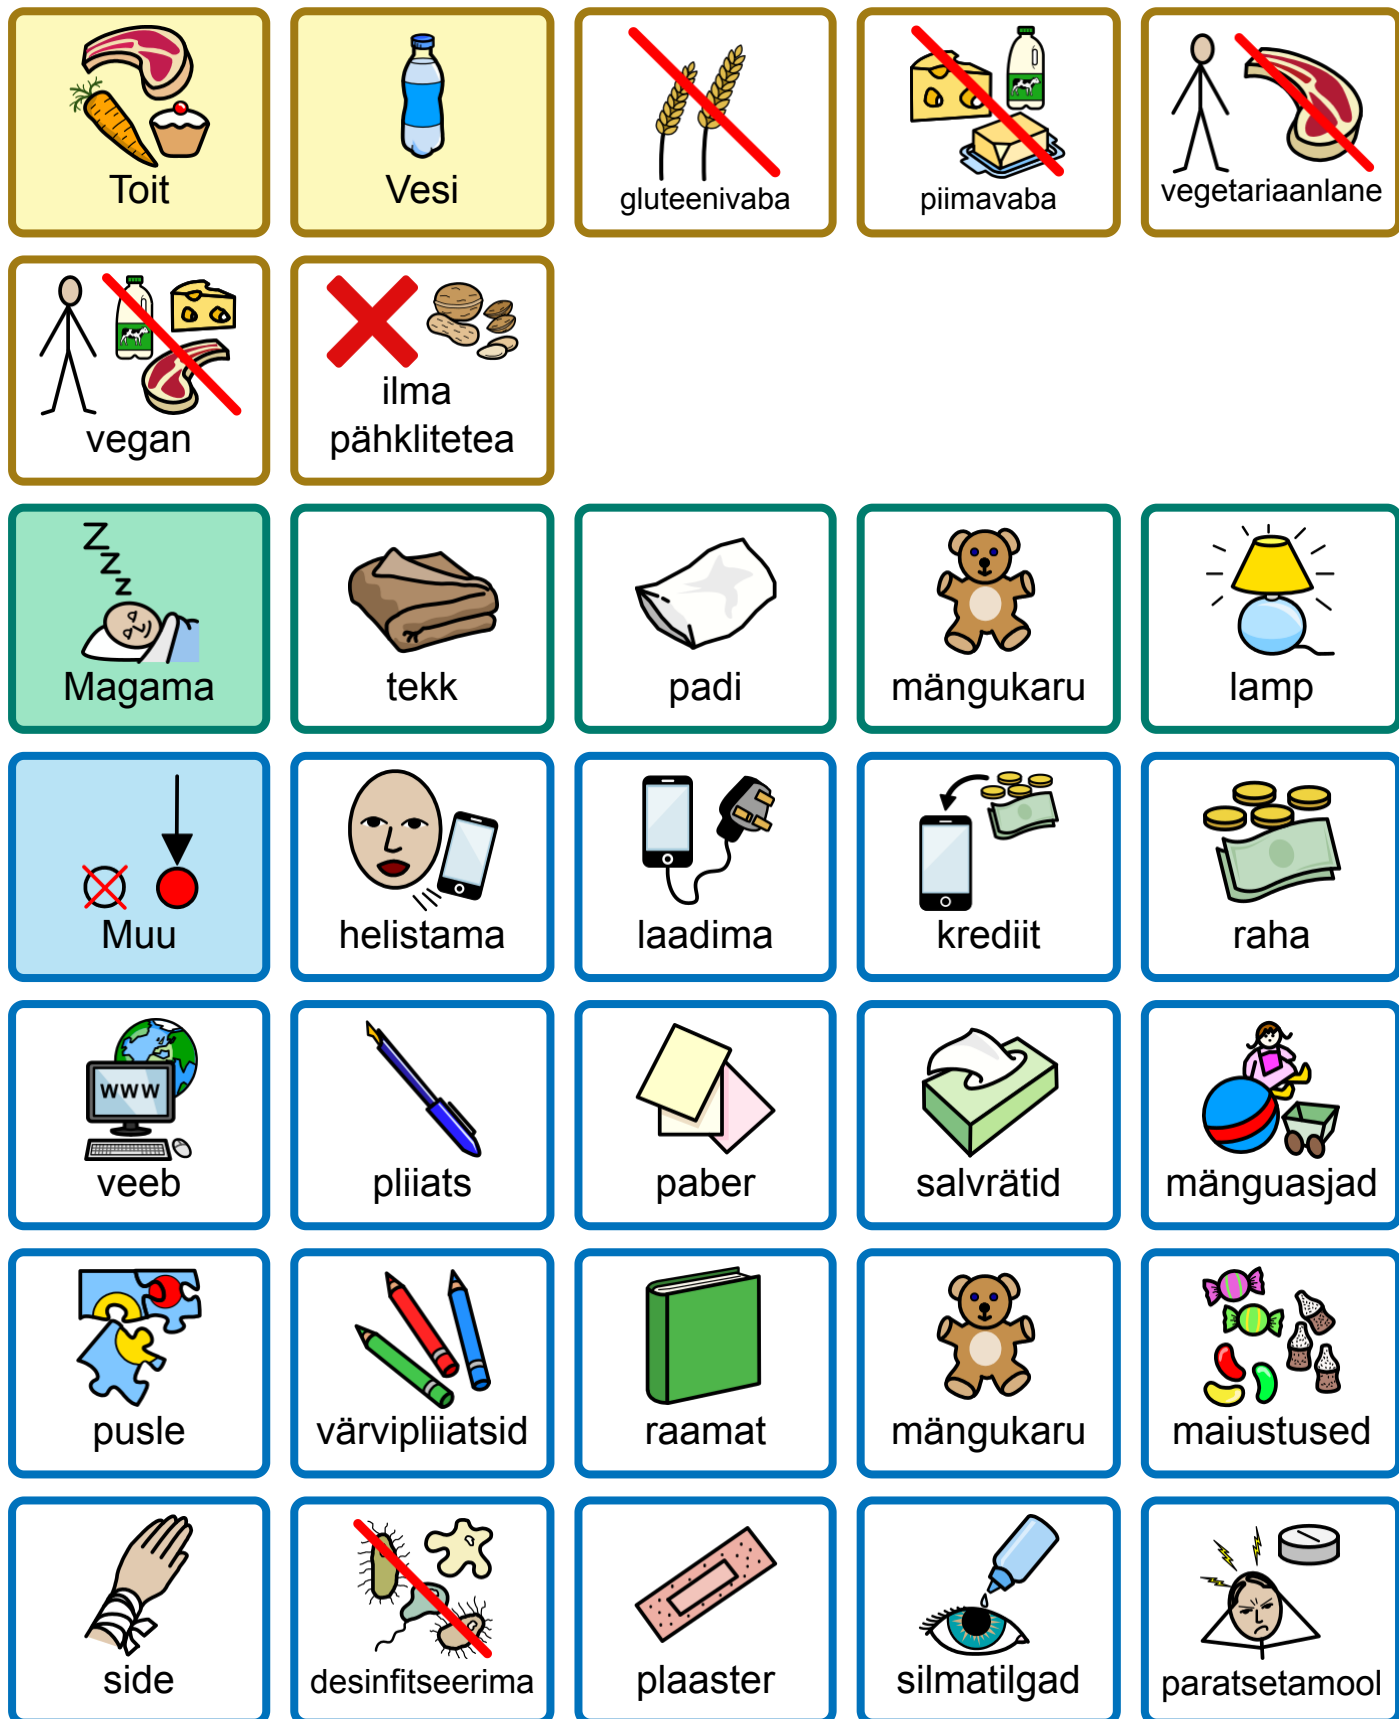 Toit
Vesi
gluteenivaba
piimavaba
vegetariaanlane
vegan
ilma
pähklitetea
Z
Z
Z
Magama
tekk
padi
mängukaru
lamp
Muu
helistama
laadima
krediit
raha
www
veeb
pliiats
paber
salvrätid
mänguasjad
pusle
värvipliiatsid
raamat
mängukaru
maiustused
side
desinfitseerima
plaaster
silmatilgad
paratsetamool